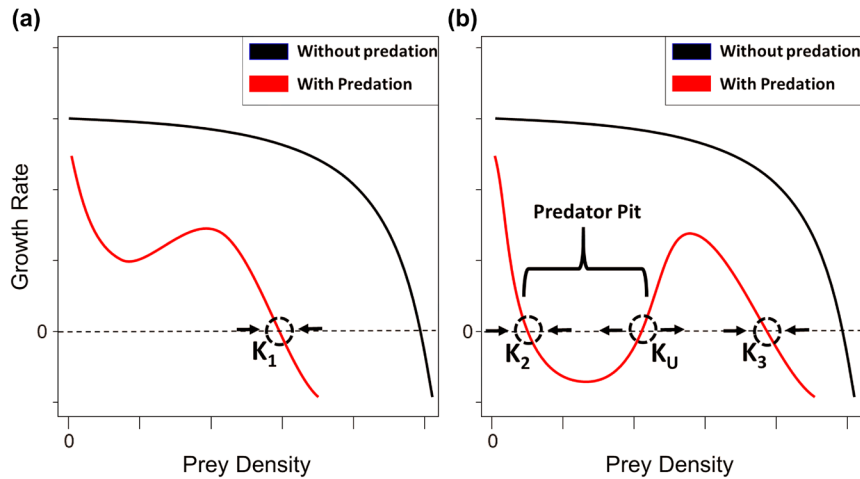 (a)
Without predation
With Predation
Growth Rate
0
K1
0
Prey Density
(b)
Without predation
With Predation
Predator Pit
0
K2
KU
K3
0
Prey Density